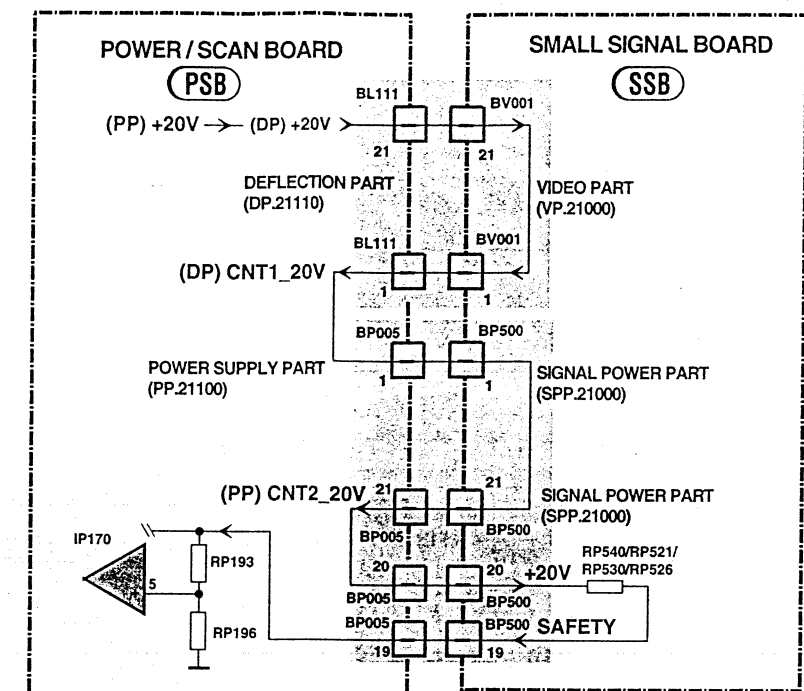 POWER / SCAN BOARD
PSB
SMALL SIGNAL BOARD
SSB
BL111
BV001
(PP) +20V
(DP) +20V
21
21
DEFLECTION PART
(DP.21110)
VIDEO PART
(VP.21000)
BL111
BV001
(DP) CNT1_20V
1
1
BP005
BP500
POWER SUPPLY PART
(PP.21100)
1
1
SIGNAL POWER PART
(SPP.21000)
(PP) CNT2_20V
21
21
SIGNAL POWER PART
(SPP.21000)
BP005
BP500
IP170
RP193
5
20
20
+20V
RP540/RP521/
RP530/RP526
BP005
BP500
RP196
BP005
BP500
SAFETY
19
19